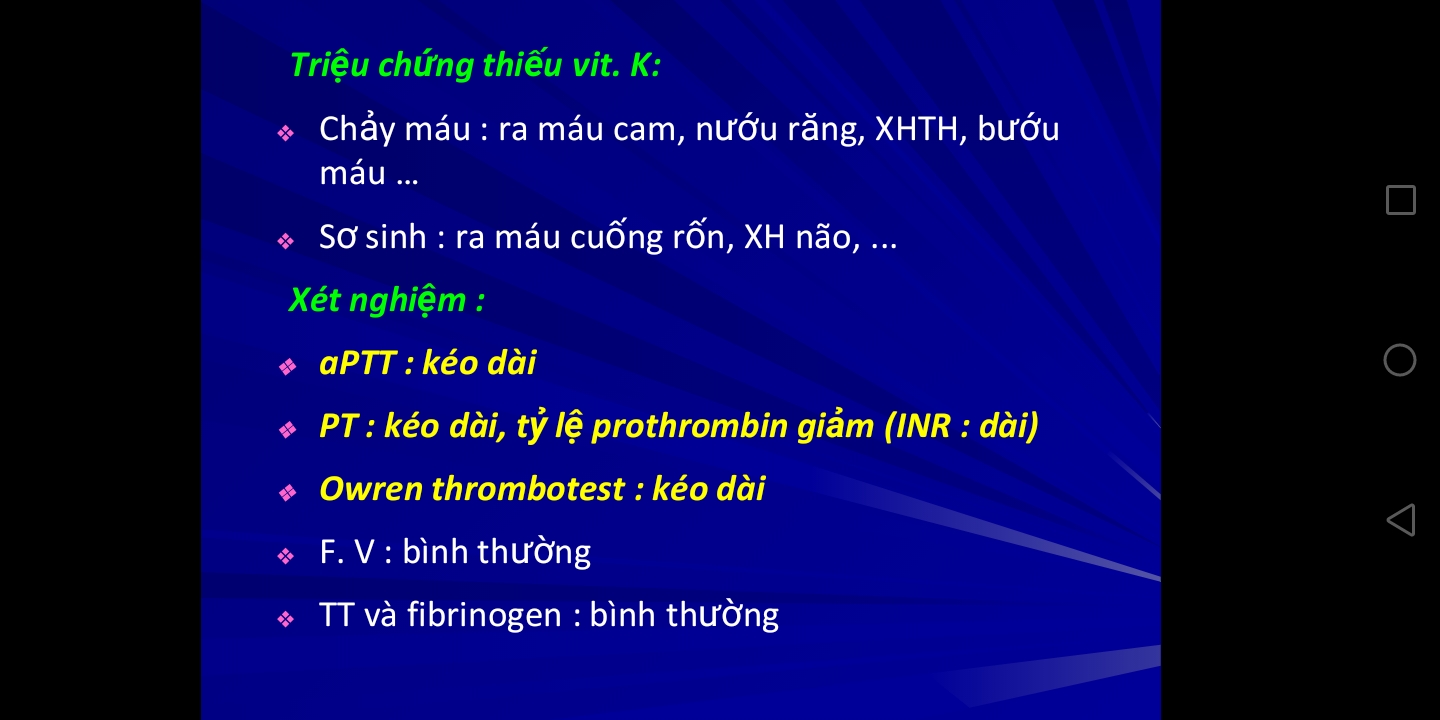 Triệu chứng thiếu vit. K:
❖ Chảy máu : ra máu cam, nướu răng, XHTH, bướu
máu ...
❖ Sơ sinh : ra máu cuống rốn, XH não, ...
Xét nghiệm :
❖ aPTT : kéo dài
❖ PT : kéo dài, tỷ lệ prothrombin giảm (INR : dài)
❖ Owren thrombotest : kéo dài
❖ F. V : bình thường
❖ TT và fibrinogen : bình thường